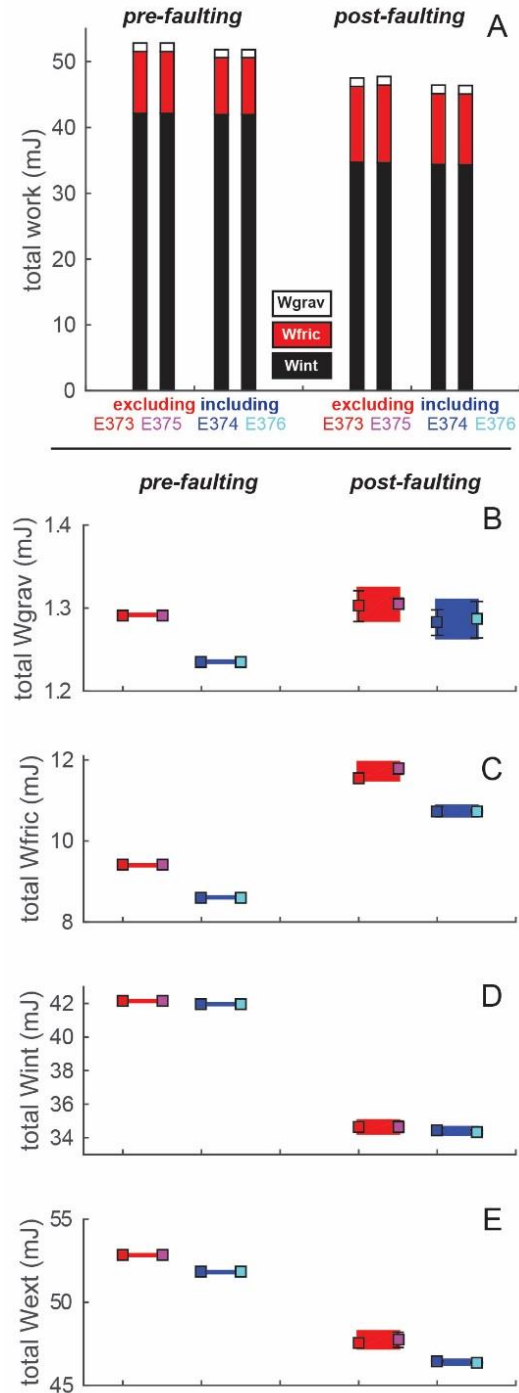 pre-faulting post-faulting A
total work (mJ)
50
40
30
20
10
0
Wgrav
Wfric
Wint
excluding including excluding including
E373 E375 E374 E376 E373 E375 E374 E376
pre-faulting post-faulting
B
total Wgrav (mJ)
1.4
1.3
1.2
C
total Wfric (mJ)
12
10
8
D
total Wint (mJ)
42
40
38
36
34
E
total Wext (mJ)
55
50
45